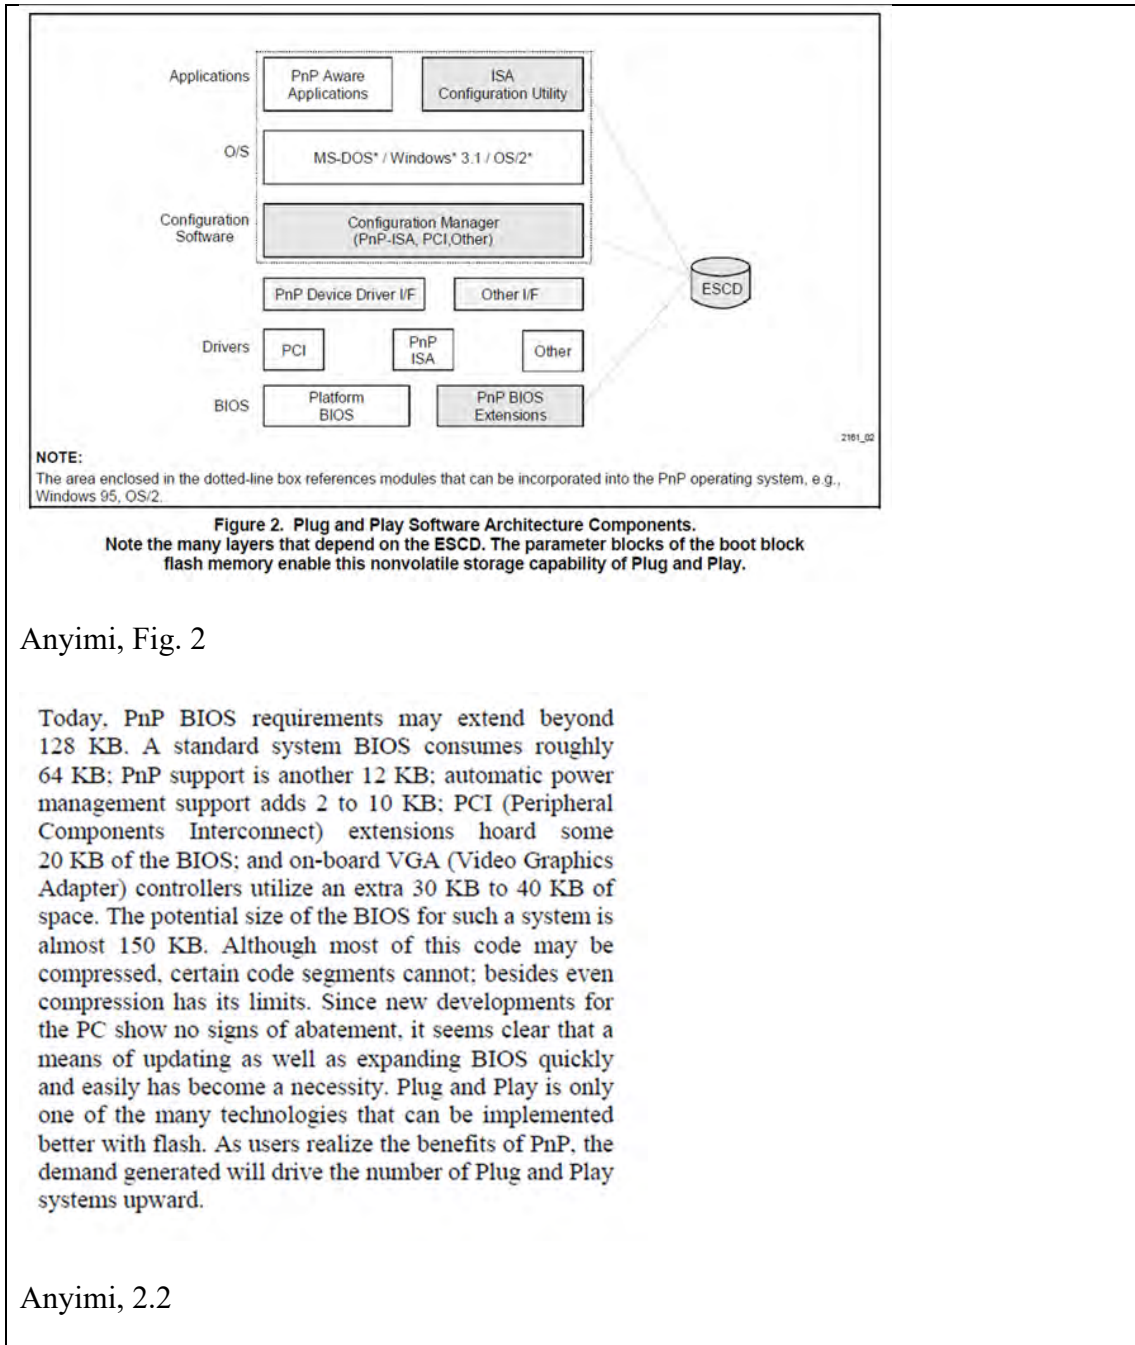 Applications
PnP Aware
Applications
ISA
Configuration Utility
O/S
MS-DOS* / Windows* 3.1 / OS/2*
Configuration
Software
Configuration Manager
(PnP-ISA, PCI,Other)
ESCD
PnP Device Driver I/F
Other I/F
Drivers
PCI
PnP
ISA
Other
BIOS
Platform
BIOS
PnP BIOS
Extensions
2161_02
NOTE:
The area enclosed in the dotted-line box references modules that can be incorporated into the PnP operating system, e.g.,
Windows 95, OS/2.
Figure 2. Plug and Play Software Architecture Components.
Note the many layers that depend on the ESCD. The parameter blocks of the boot block
flash memory enable this nonvolatile storage capability of Plug and Play.
Anyimi, Fig. 2
Today, PnP BIOS requirements may extend beyond
128 KB. A standard system BIOS consumes roughly
64 KB; PnP support is another 12 KB; automatic power
management support adds 2 to 10 KB; PCI (Peripheral
Components Interconnect) extensions hoard some
20 KB of the BIOS; and on-board VGA (Video Graphics
Adapter) controllers utilize an extra 30 KB to 40 KB of
space. The potential size of the BIOS for such a system is
almost 150 KB. Although most of this code may be
compressed, certain code segments cannot; besides even
compression has its limits. Since new developments for
the PC show no signs of abatement, it seems clear that a
means of updating as well as expanding BIOS quickly
and easily has become a necessity. Plug and Play is only
one of the many technologies that can be implemented
better with flash. As users realize the benefits of PnP, the
demand generated will drive the number of Plug and Play
systems upward.
Anyimi, 2.2